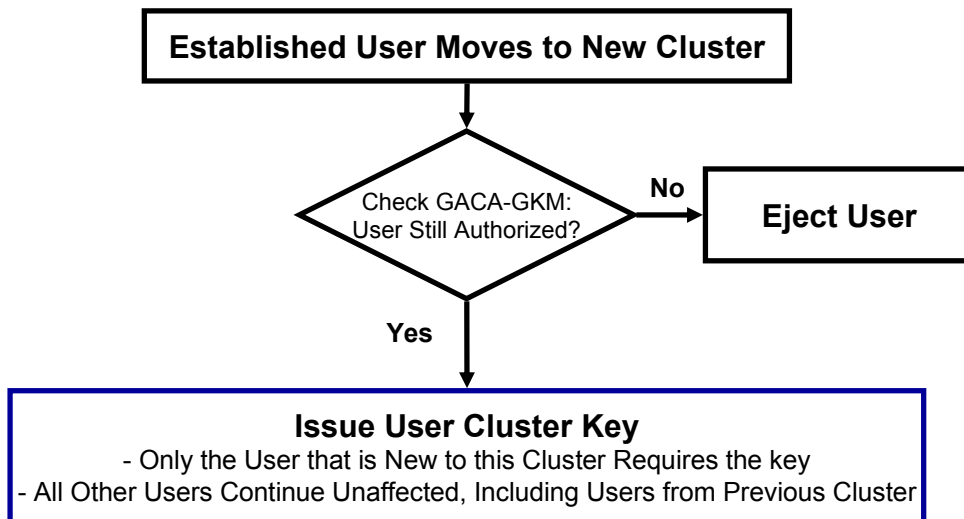 Established User Moves to New Cluster
Check GACA-GKM:
User Still Authorized?
No
Eject User
Yes
Issue User Cluster Key
- Only the User that is New to this Cluster Requires the key
- All Other Users Continue Unaffected, Including Users from Previous Cluster